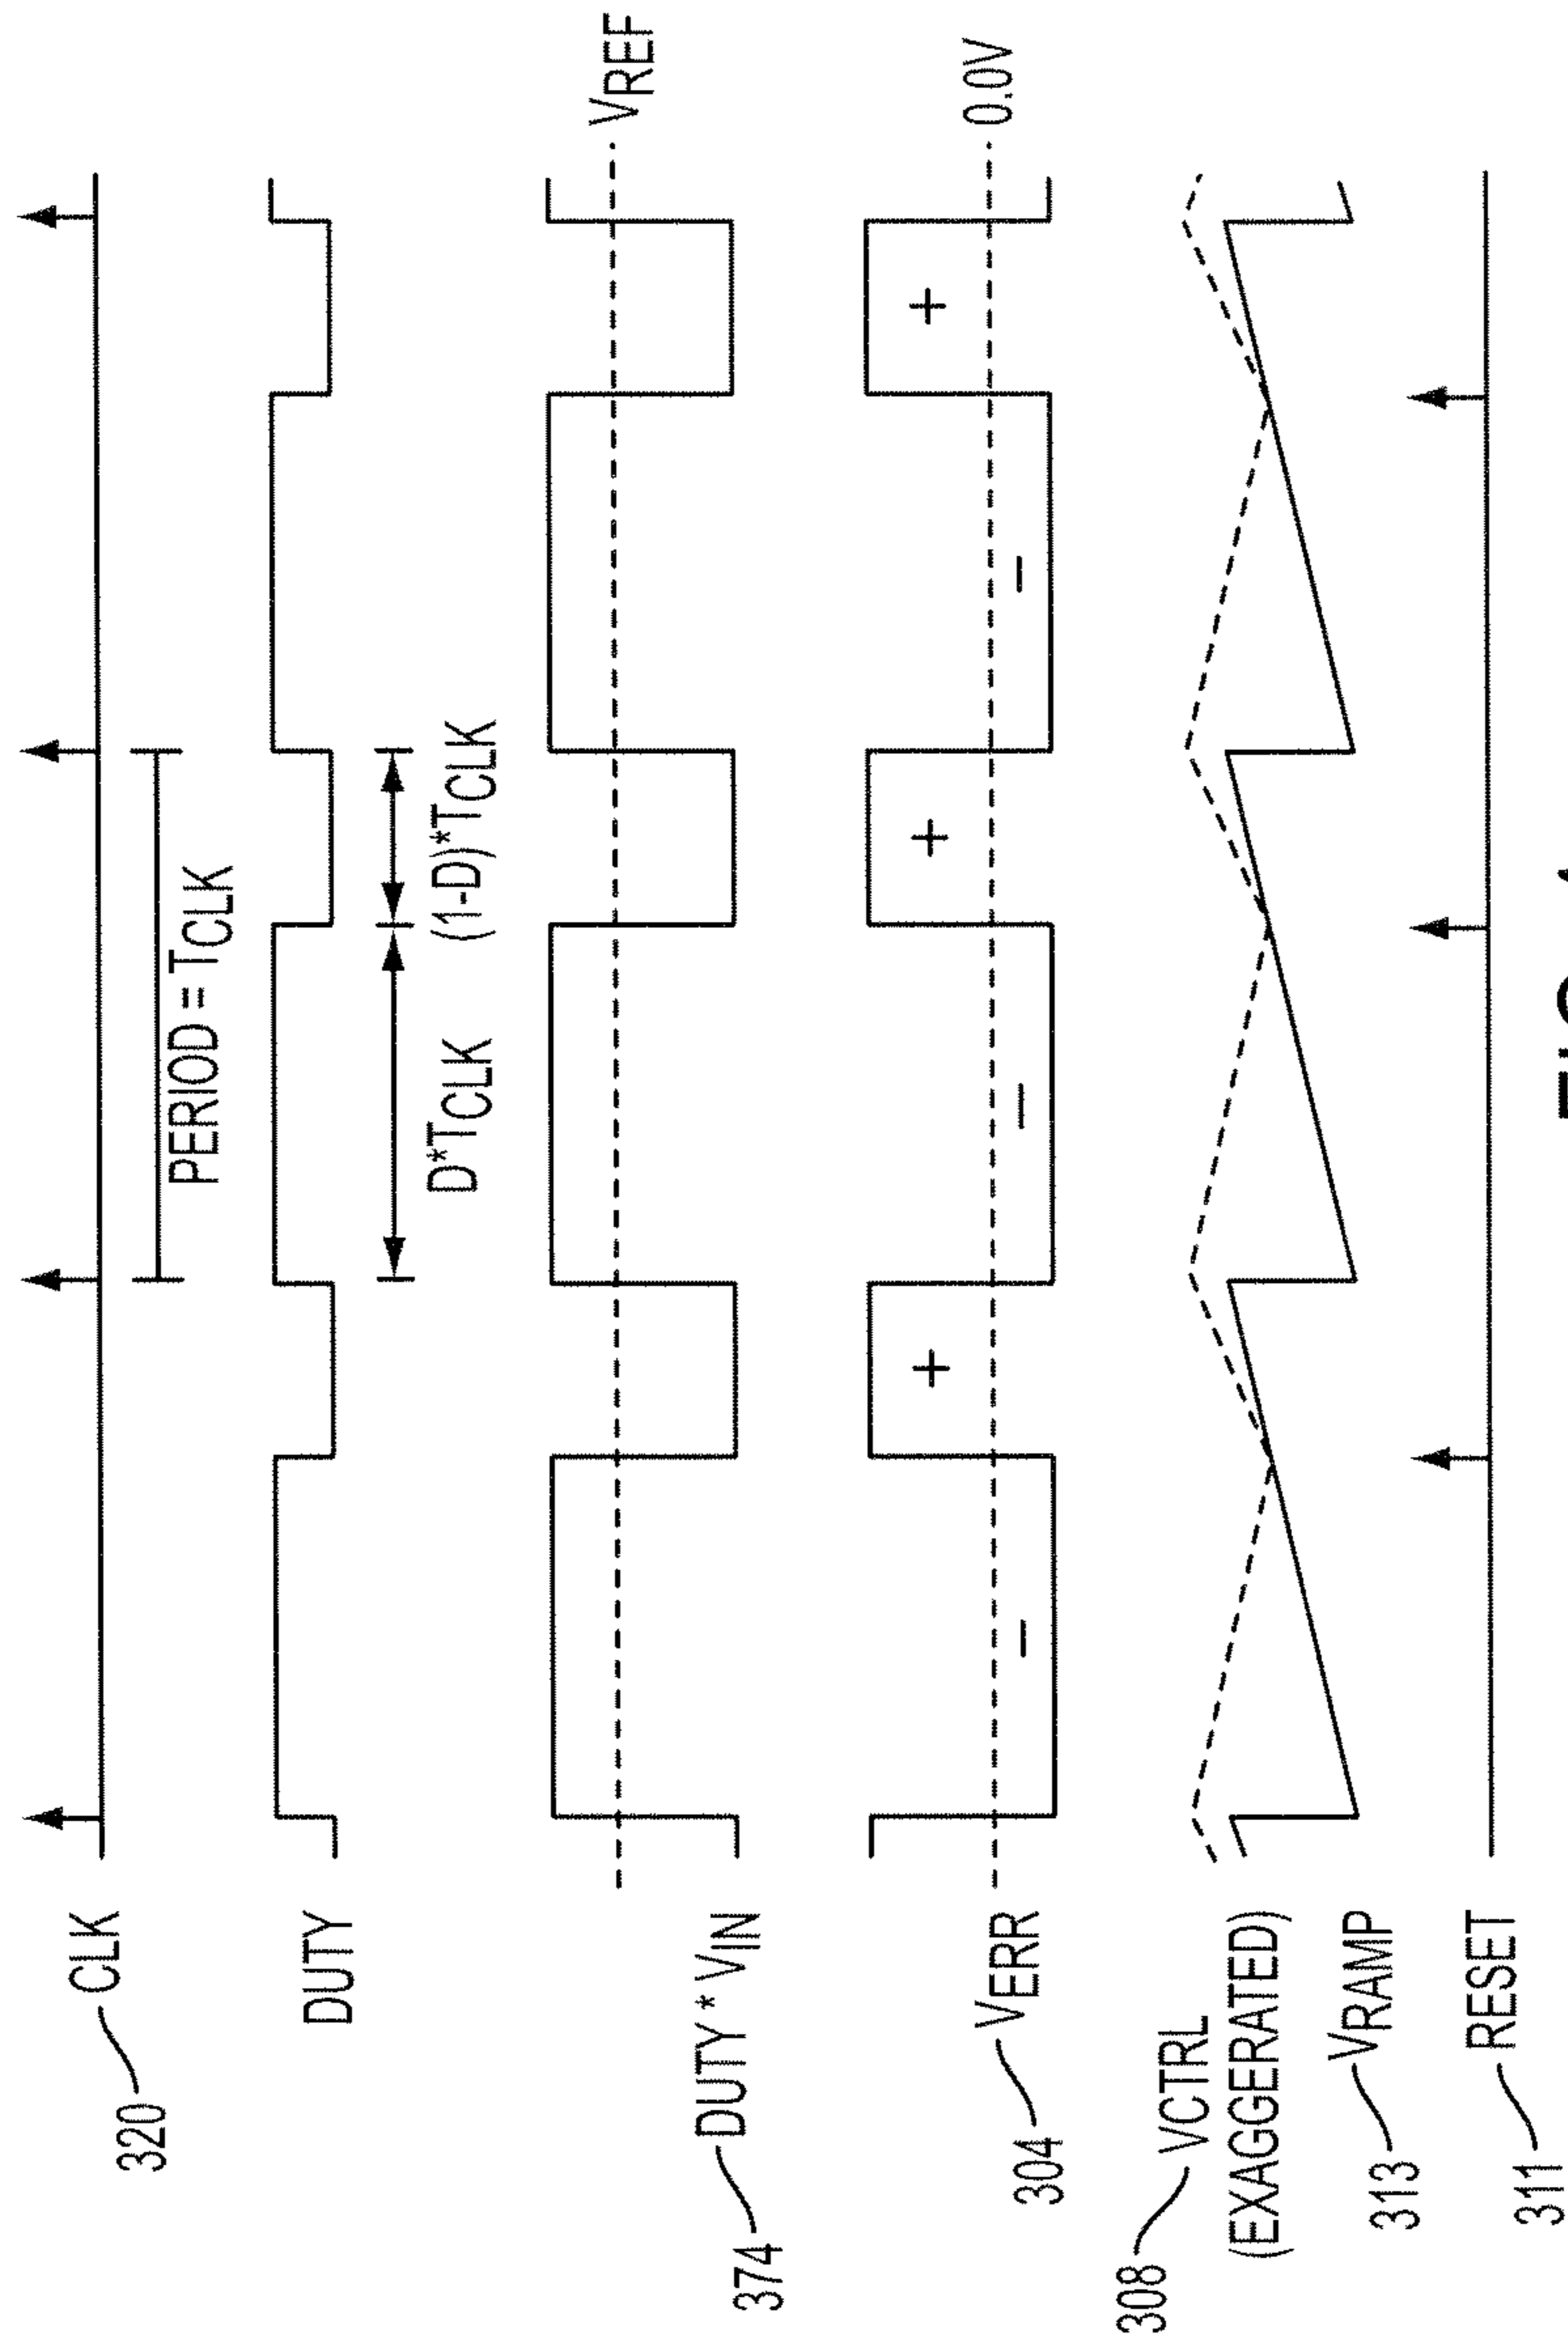 320 CLK
PERIOD = TCLK
DUTY
D*TCLK (1-D)*TCLK
VREF
374 DUTY * VIN
+ + +
0.0V
304 VERR
- - -
308 VCTRL
(EXAGGERATED)
313 VRAMP
311 RESET